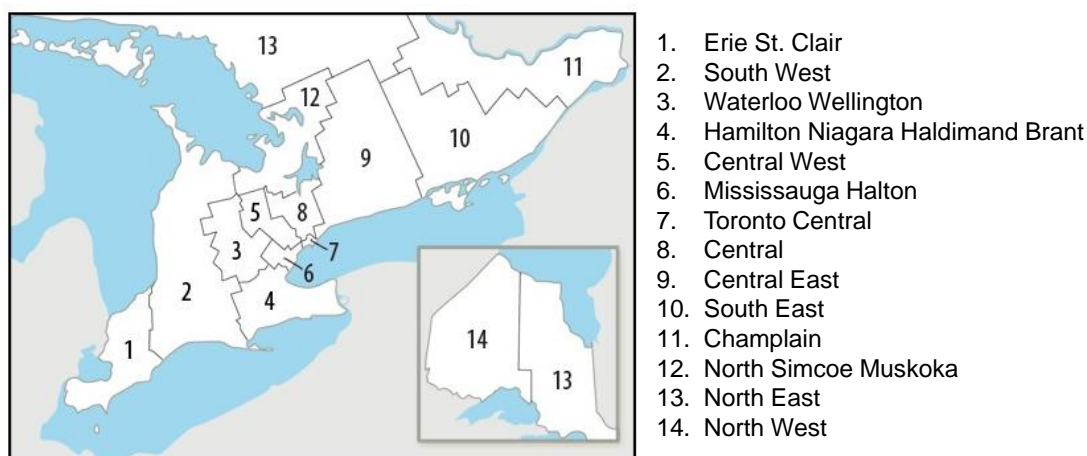 13
11
12
10
9
5
8
3
7
6
2
4
1
14
13
1. Erie St. Clair
2. South West
3. Waterloo Wellington
4. Hamilton Niagara Haldimand Brant
5. Central West
6. Mississauga Halton
7. Toronto Central
8. Central
9. Central East
10. South East
11. Champlain
12. North Simcoe Muskoka
13. North East
14. North West